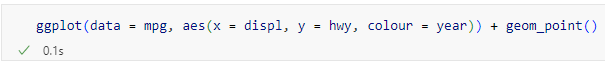 ggplot(data = mpg, aes(x = displ, y = hwy, colour = year)) + geom_point()
0.1s